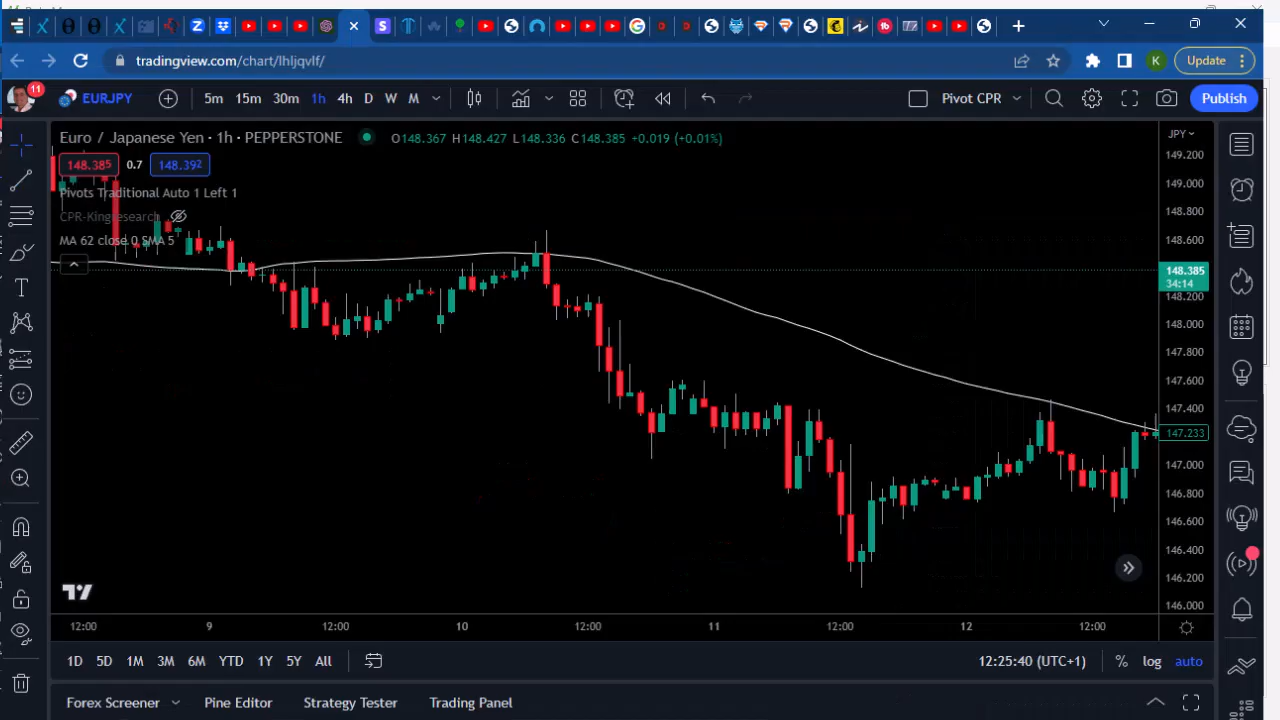 tradingview.com/chart/lhljqvlf/
K
Update
11
EURJPY
5m 15m 30m 1h 4h D W M
Pivot CPR
Publish
Euro / Japanese Yen · 1h · PEPPERSTONE
O148.367 H148.427 L148.336 C148.385 +0.019 (+0.01%)
JPY
148.385 0.7 148.392
Pivots Traditional Auto 1 Left 1
CPR-Kingresearch
MA 62 close 0 SMA 5
149.200
149.000
148.800
148.600
148.385
34:14
148.200
148.000
147.800
147.600
147.400
147.233
147.000
146.800
146.600
146.400
146.200
146.000
12:00 9 12:00 10 12:00 11 12:00 12 12:00
1D 5D 1M 3M 6M YTD 1Y 5Y All
12:25:40 (UTC+1) % log auto
Forex Screener Pine Editor Strategy Tester Trading Panel